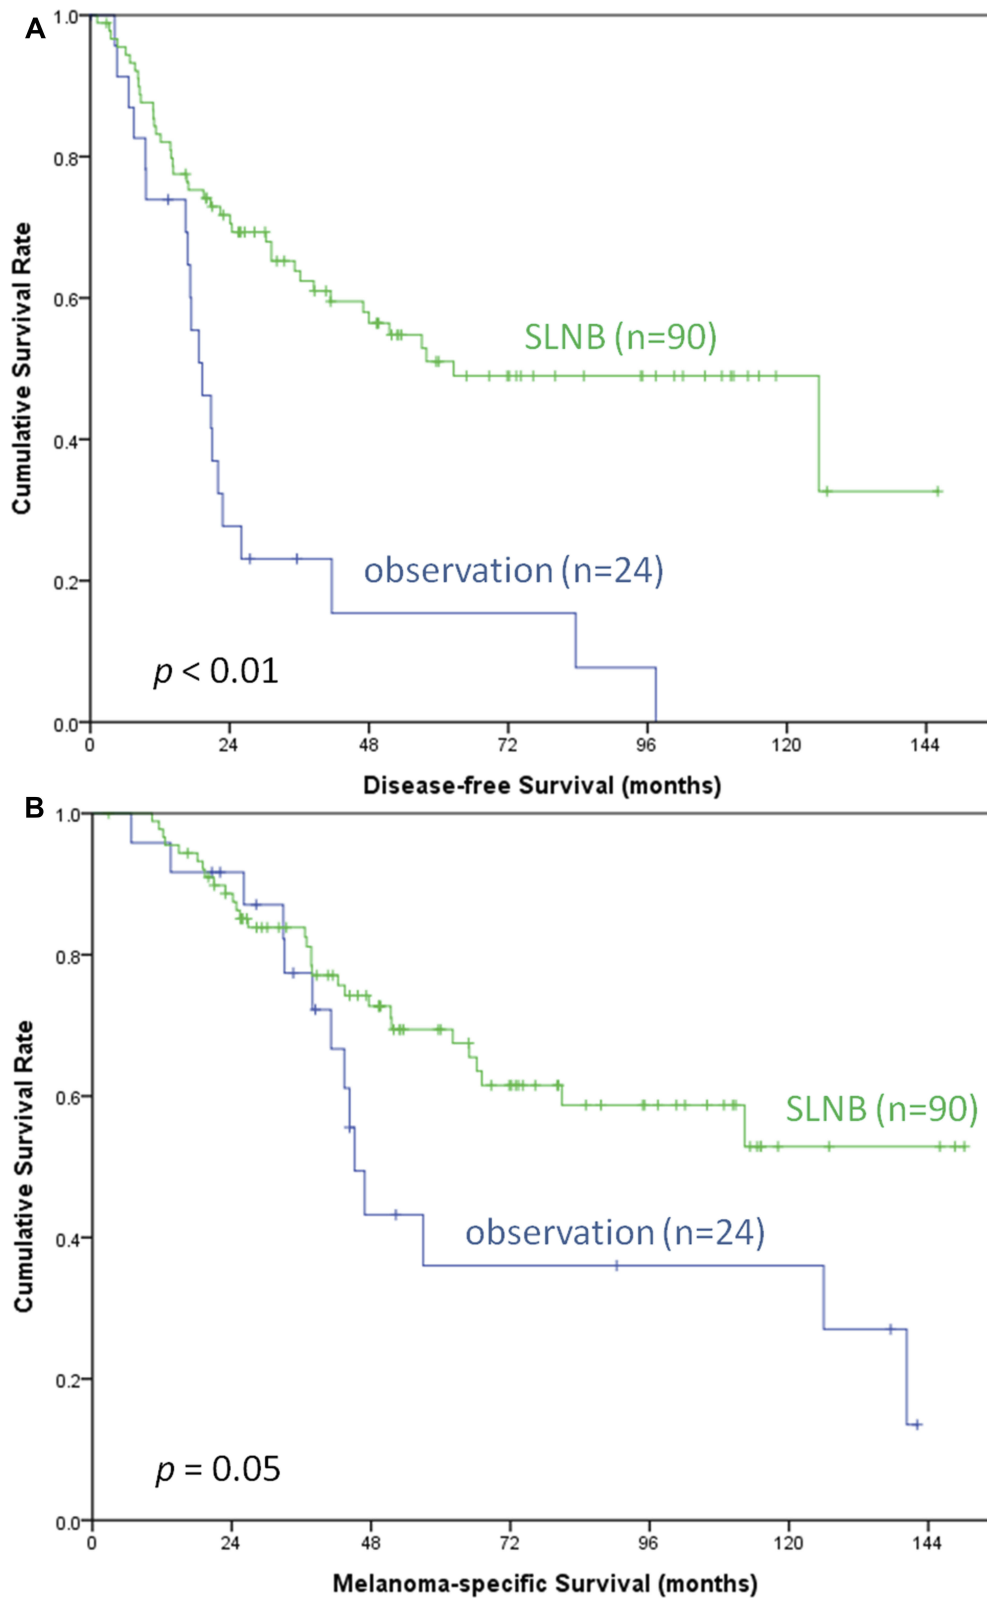 A
1.0
0.8
0.6
0.4
0.2
0.0
Cumulative Survival Rate
SLNB (n=90)
observation (n=24)
p < 0.01
0 24 48 72 96 120 144
Disease-free Survival (months)
B
1.0
0.8
0.6
0.4
0.2
0.0
Cumulative Survival Rate
SLNB (n=90)
observation (n=24)
p = 0.05
0 24 48 72 96 120 144
Melanoma-specific Survival (months)